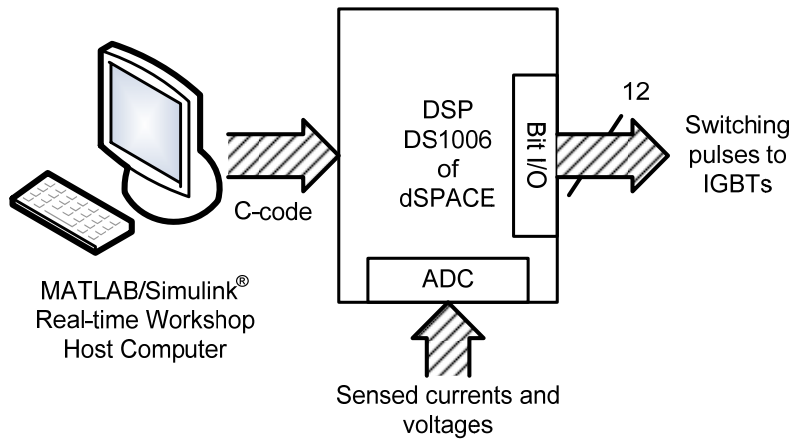 DSP
DS1006
of
dSPACE
Bit I/O
12
Switching
pulses to
IGBTs
C-code
ADC
MATLAB/Simulink®
Real-time Workshop
Host Computer
Sensed currents and
voltages